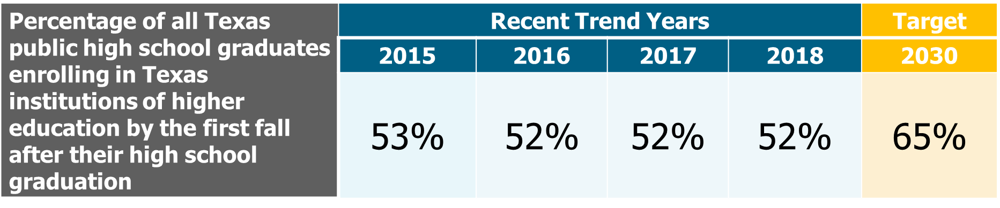 Percentage of all Texas
public high school graduates
enrolling in Texas
institutions of higher
education by the first fall
after their high school
graduation
Recent Trend Years Target
2015 2016 2017 2018 2030
53% 52% 52% 52% 65%